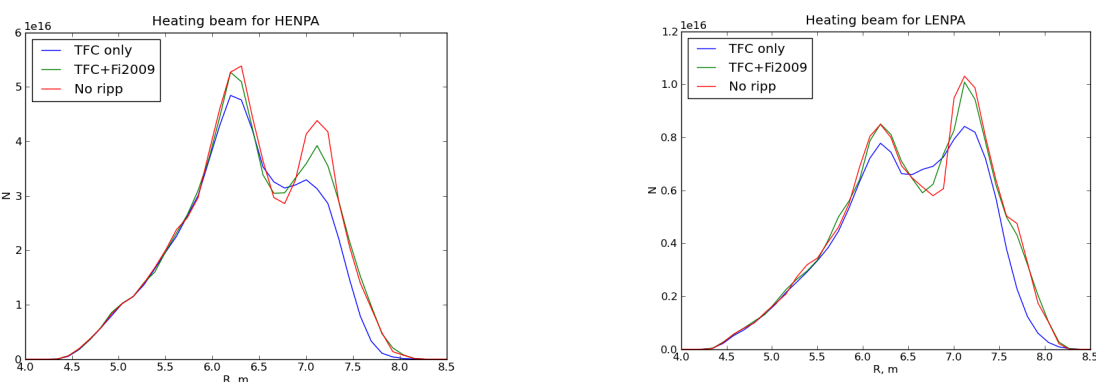 Heating beam for HENPA
1e16
TFC only
TFC+Fi2009
No ripp
N
6
5
4
3
2
1
0
4.0 4.5 5.0 5.5 6.0 6.5 7.0 7.5 8.0 8.5
R, m
Heating beam for LENPA
1e16
TFC only
TFC+Fi2009
No ripp
N
1.2
1.0
0.8
0.6
0.4
0.2
0.0
4.0 4.5 5.0 5.5 6.0 6.5 7.0 7.5 8.0 8.5
R, m